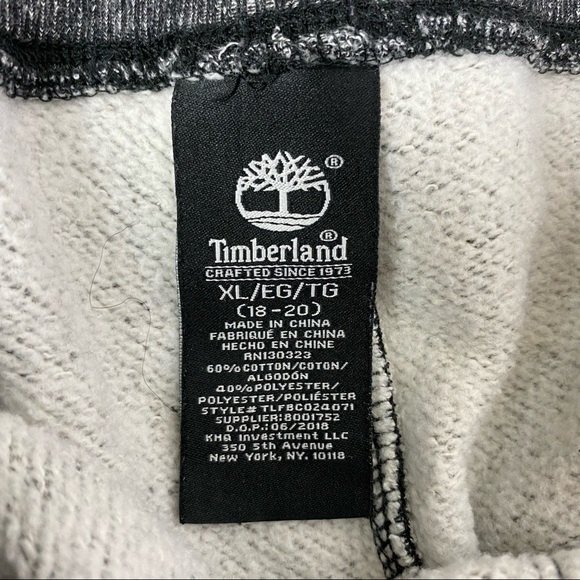 ®
Timberland®
CRAFTED SINCE 1973
XL/EG/TG
(18-20)
MADE IN CHINA
FABRIQUÉ EN CHINA
HECHO EN CHINE
RN130323
60% COTTON/COTON/
ALGODÓN
40% POLYESTER/
POLYESTER/POLIÉSTER
STYLE# TLFBC024071
SUPPLIER:8001752
D.O.P:06/2018
KHQ Investment LLC
350 5th Avenue
New York, NY. 10118